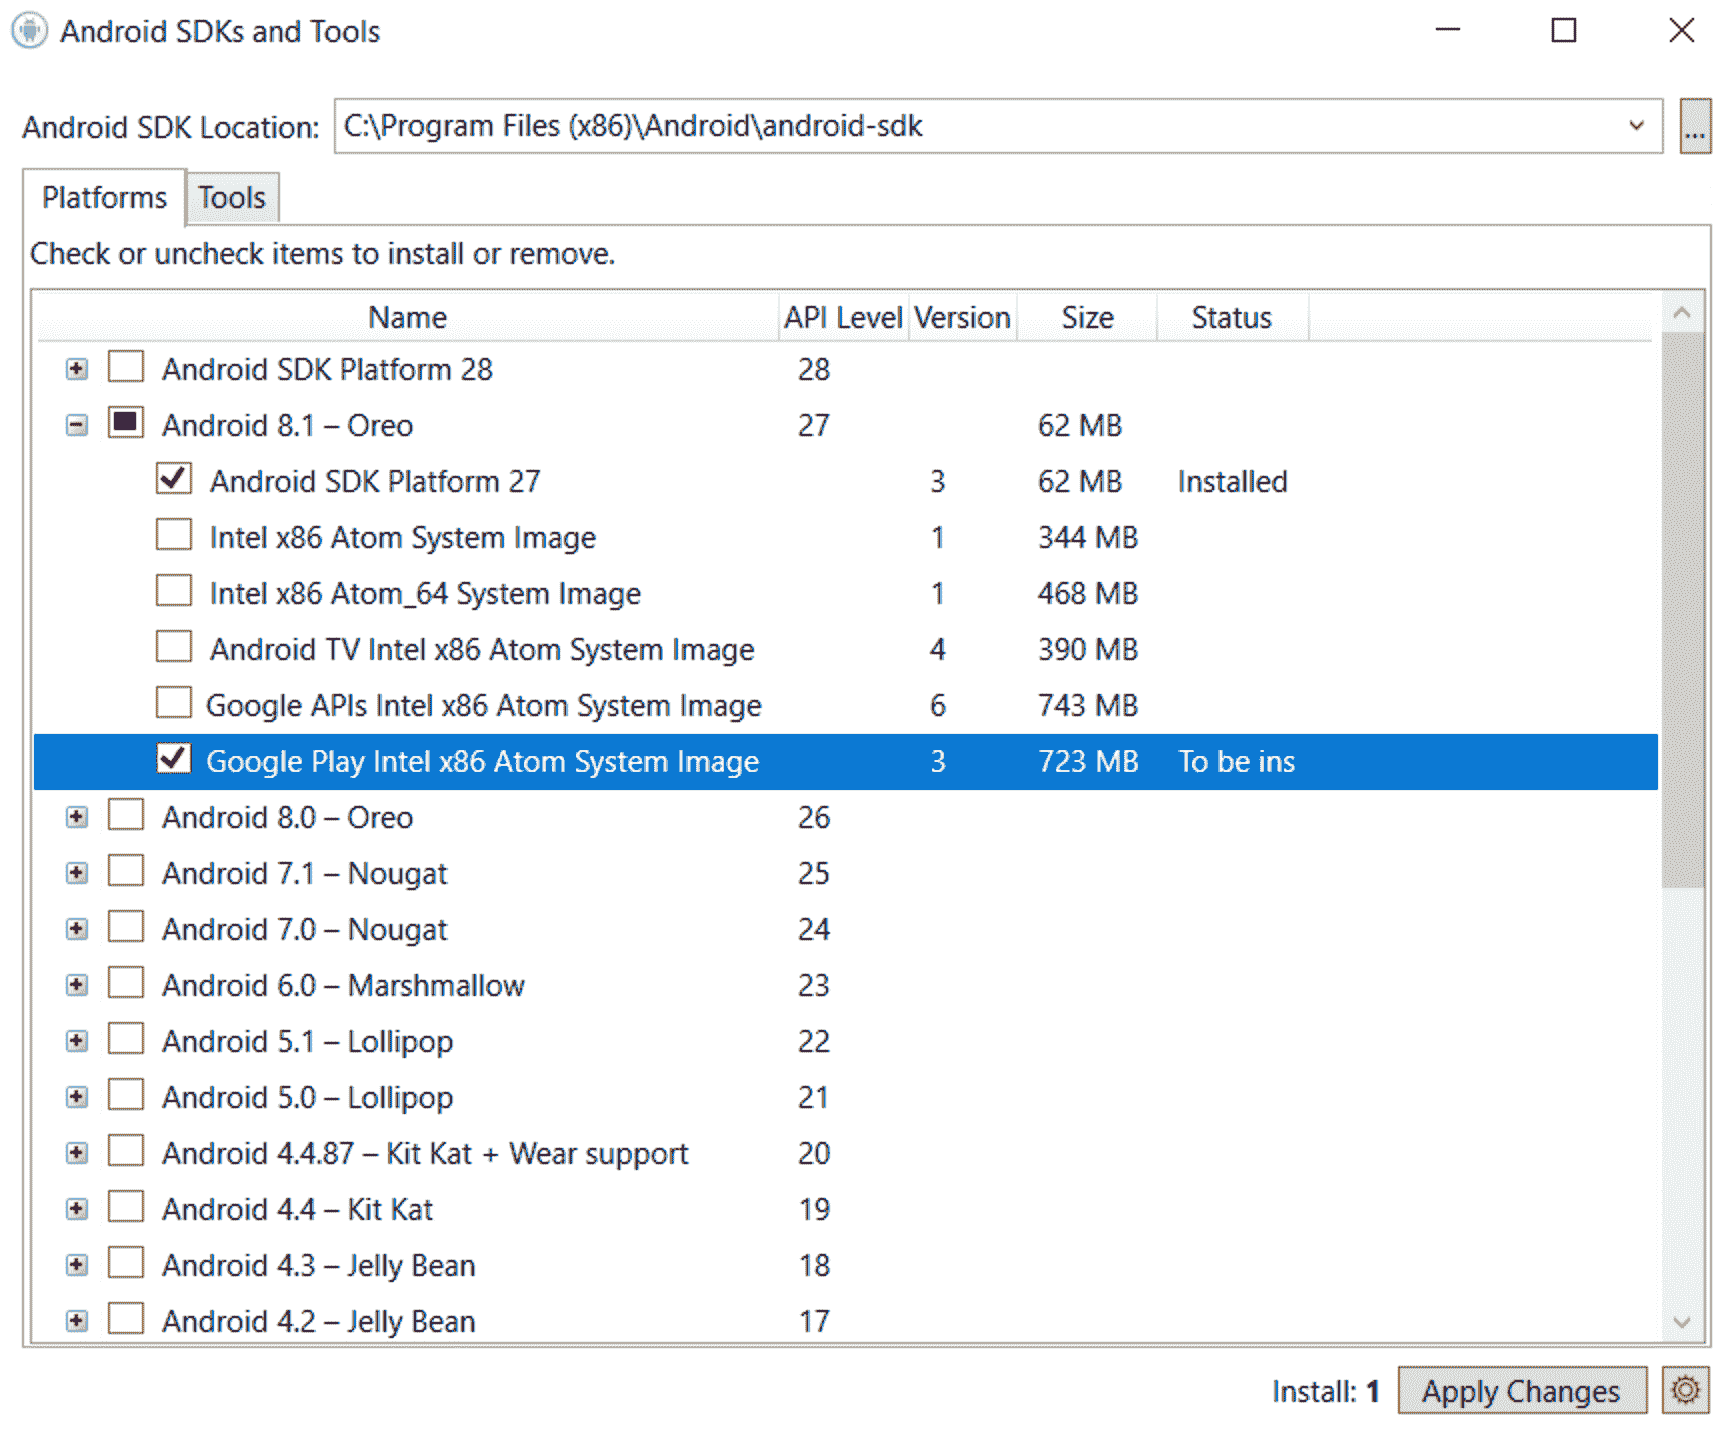 Android SDKs and Tools
Android SDK Location: C:\Program Files (x86)\Android\android-sdk ...
Platforms Tools
Check or uncheck items to install or remove.
Name API Level Version Size Status
Android SDK Platform 28 28
Android 8.1 – Oreo 27 62 MB
Android SDK Platform 27 3 62 MB Installed
Intel x86 Atom System Image 1 344 MB
Intel x86 Atom_64 System Image 1 468 MB
Android TV Intel x86 Atom System Image 4 390 MB
Google APIs Intel x86 Atom System Image 6 743 MB
Google Play Intel x86 Atom System Image 3 723 MB To be ins
Android 8.0 – Oreo 26
Android 7.1 – Nougat 25
Android 7.0 – Nougat 24
Android 6.0 – Marshmallow 23
Android 5.1 – Lollipop 22
Android 5.0 – Lollipop 21
Android 4.4.87 – Kit Kat + Wear support 20
Android 4.4 – Kit Kat 19
Android 4.3 – Jelly Bean 18
Android 4.2 – Jelly Bean 17
Install: 1 Apply Changes